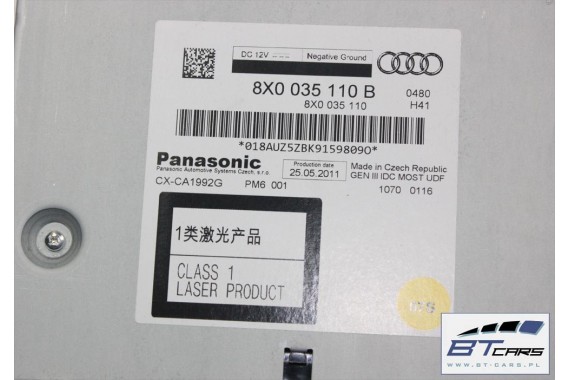 DC 12V Negative Ground
8X0 035 110 B 0480
8X0 035 110 H41
*018AUZ5ZBK91598090*
Panasonic Production date Made in Czech Republic
Panasonic Automotive Systems Czech, s.r.o. 25.05.2011 GEN III IDC MOST UDF
CX-CA1992G PM6 001 1070 0116
1类激光产品
CLASS 1
LASER PRODUCT
BTCARS
WWW.BT-CARS.PL